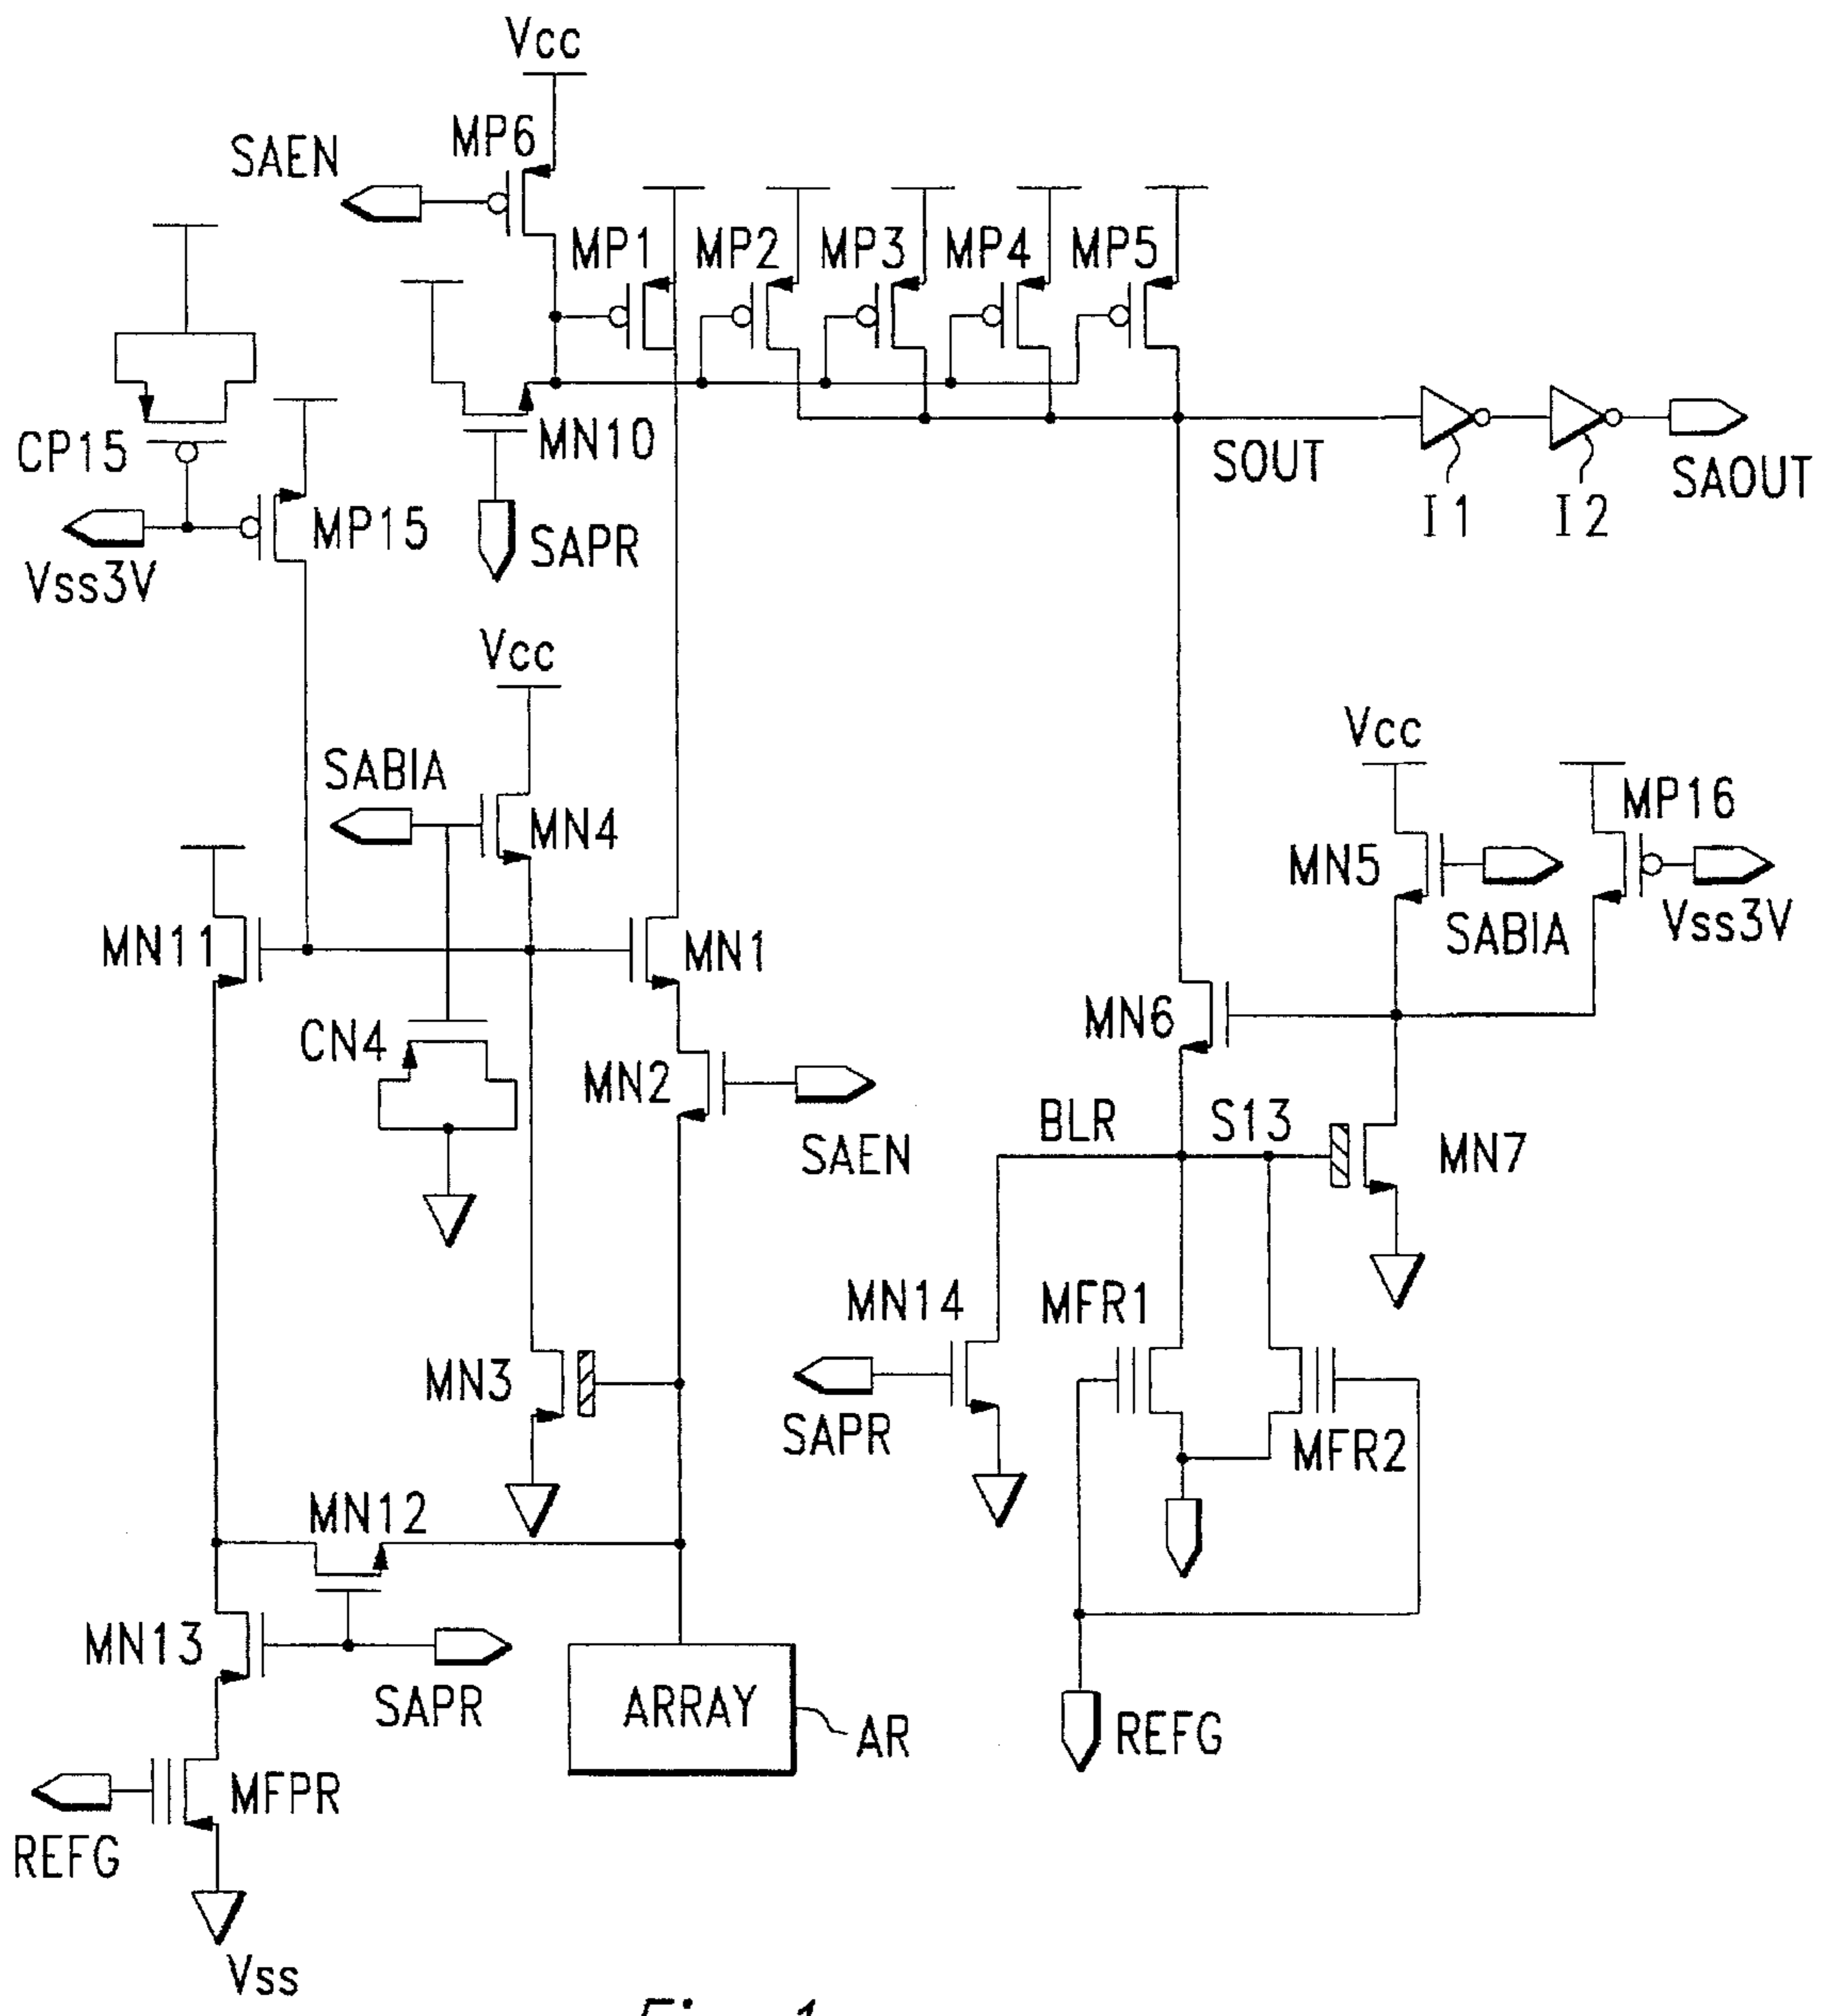 Vcc
MP6
SAEN
MP1
MP2
MP3
MP4
MP5
CP15
MN10
SOUT
SAOUT
MP15
I1
I2
SAPR
Vss3V
Vcc
SABIA
MN4
Vcc
MP16
MN5
SABIA
Vss3V
MN11
MN1
MN6
CN4
MN2
SAEN
BLR
S13
MN7
MN14
MFR1
MN3
SAPR
MFR2
MN12
MN13
SAPR
ARRAY
AR
REFG
MFPR
REFG
Vss